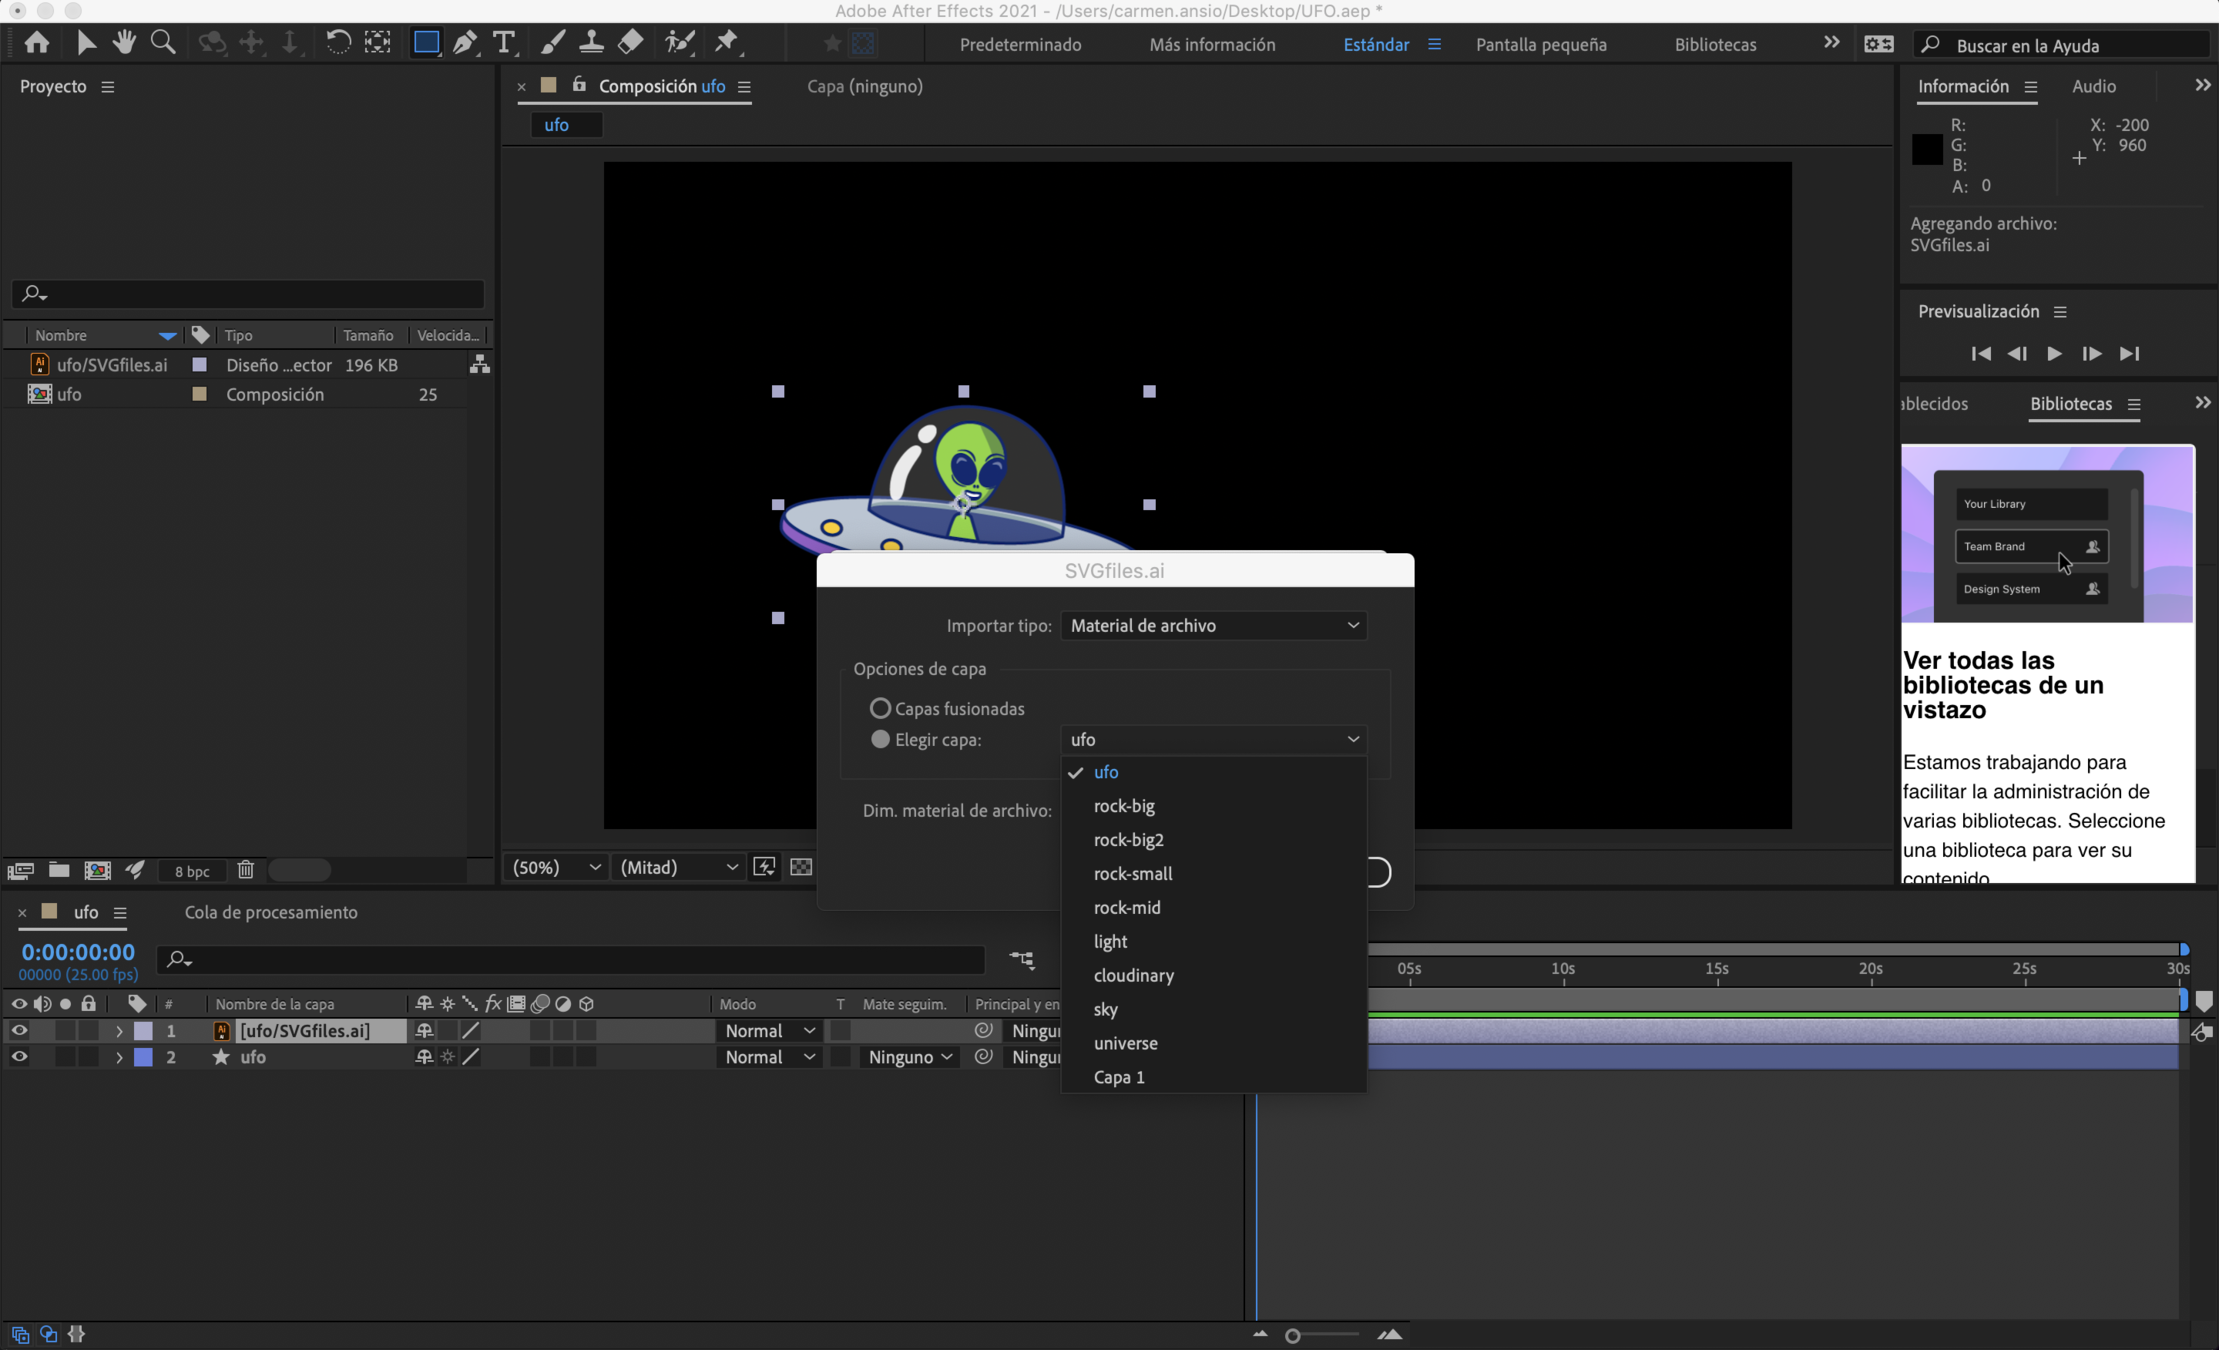 Adobe After Effects 2021 - /Users/carmen.ansio/Desktop/UFO.aep *
Predeterminado
Más información
Estándar
Pantalla pequeña
Bibliotecas
Buscar en la Ayuda
Proyecto
Composición ufo
Capa (ninguno)
ufo
Información
Audio
R:
G:
B:
A: 0
X: -200
Y: 960
Agregando archivo:
SVGfiles.ai
Previsualización
Nombre
Tipo
Tamaño
Velocida...
ufo/SVGfiles.ai
Diseño ...ector
196 KB
ufo
Composición
25
ablecidos
Bibliotecas
Your Library
Team Brand
Design System
Ver todas las
bibliotecas de un
vistazo
Estamos trabajando para
facilitar la administración de
varias bibliotecas. Seleccione
una biblioteca para ver su
contenido
SVGfiles.ai
Importar tipo:
Material de archivo
Opciones de capa
Capas fusionadas
Elegir capa:
ufo
ufo
rock-big
rock-big2
rock-small
rock-mid
light
cloudinary
sky
universe
Capa 1
Dim. material de archivo:
8 bpc
(50%)
(Mitad)
ufo
Cola de procesamiento
0:00:00:00
00000 (25.00 fps)
05s
10s
15s
20s
25s
30s
#
Nombre de la capa
fx
Modo
T
Mate seguim.
Principal y en
1
Ai
[ufo/SVGfiles.ai]
Normal
Ningu
2
ufo
Normal
Ninguno
Ningu